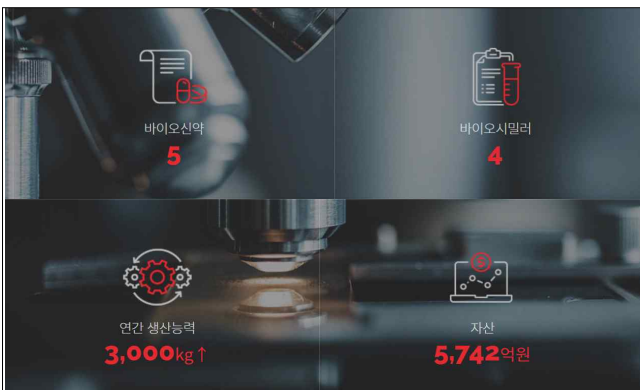 바이오신약
5
바이오시밀러
4
연간 생산능력
3,000kg↑
자산
5,742억원